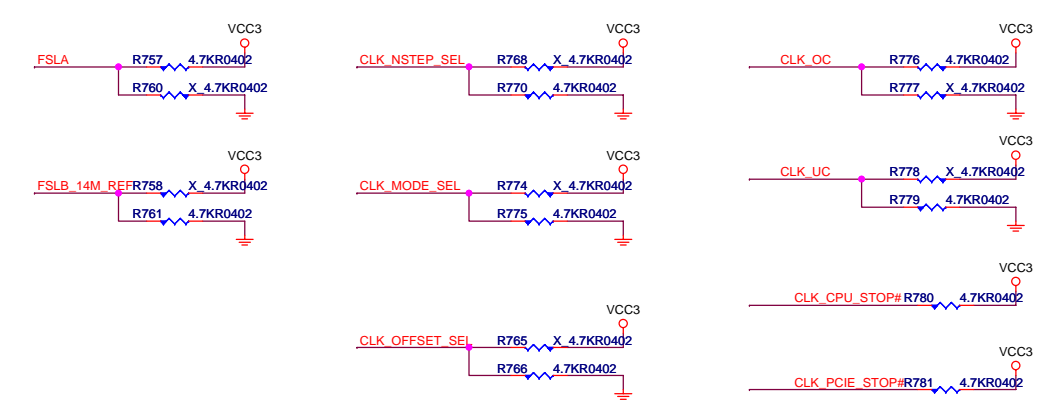 VCC3
FSLA R757 4.7KR0402
R760 X_4.7KR0402
VCC3
FSLB_14M_REF R758 X_4.7KR0402
R761 4.7KR0402
VCC3
CLK_NSTEP_SEL R768 X_4.7KR0402
R770 4.7KR0402
VCC3
CLK_MODE_SEL R774 X_4.7KR0402
R775 4.7KR0402
VCC3
CLK_OFFSET_SEL R765 X_4.7KR0402
R766 4.7KR0402
VCC3
CLK_OC R776 4.7KR0402
R777 X_4.7KR0402
VCC3
CLK_UC R778 X_4.7KR0402
R779 4.7KR0402
VCC3
CLK_CPU_STOP# R780 4.7KR0402
VCC3
CLK_PCIE_STOP# R781 4.7KR0402